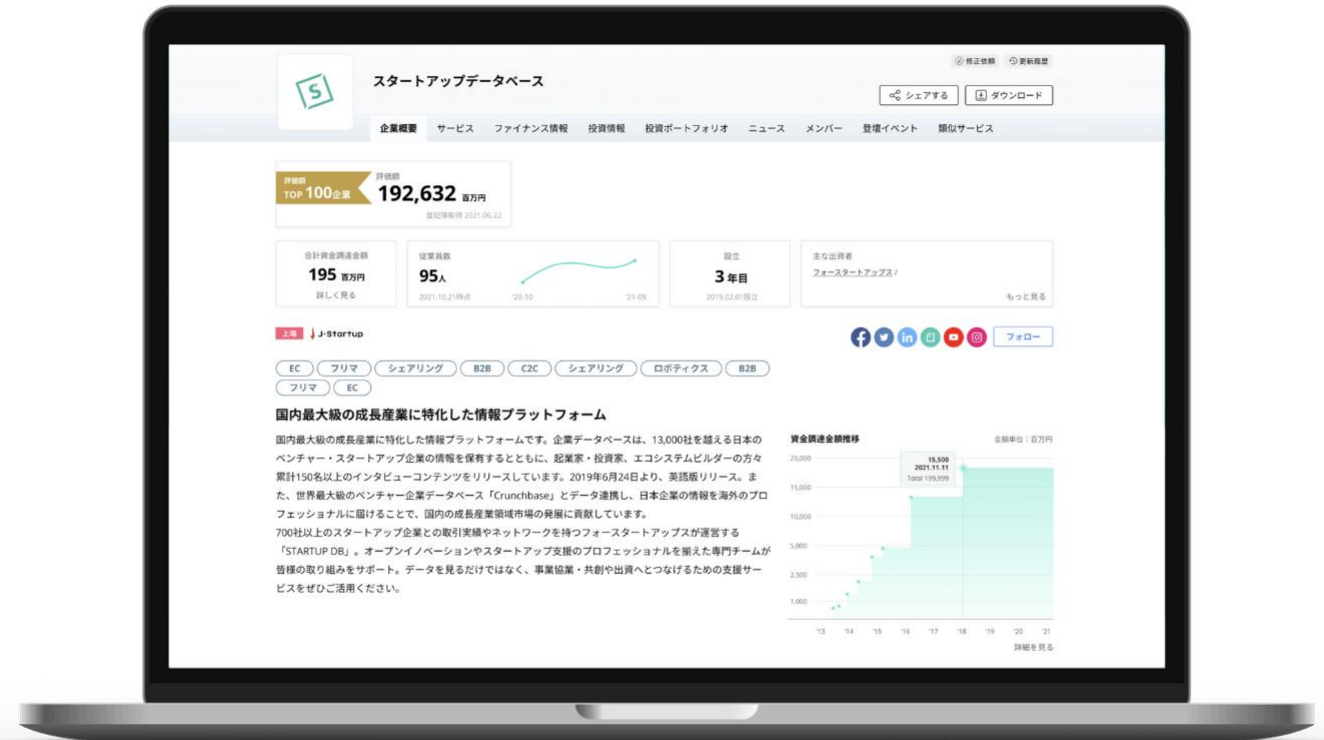 S
スタートアップデータベース
修正依頼 更新履歴
シェアする ダウンロード
企業概要 サービス ファイナンス情報 投資情報 投資ポートフォリオ ニュース メンバー 登壇イベント 類似サービス
評価額
TOP 100企業
評価額
192,632 百万円
登記簿取得 2021.06.22
合計資金調達金額
195 百万円
詳しく見る
従業員数
95人
2021.10.21時点
'20-10 '21-09
設立
3 年目
2019.02.01設立
主な出資者
フォースタートアップス /
もっと見る
上場 J-Startup
フォロー
EC フリマ シェアリング B2B C2C シェアリング ロボティクス B2B
フリマ EC
国内最大級の成長産業に特化した情報プラットフォーム
国内最大級の成長産業に特化した情報プラットフォームです。企業データベースは、13,000社を越える日本の
ベンチャー・スタートアップ企業の情報を保有するとともに、起業家・投資家、エコシステムビルダーの方々
累計150名以上のインタビューコンテンツをリリースしています。2019年6月24日より、英語版リリース。ま
た、世界最大級のベンチャー企業データベース「Crunchbase」とデータ連携し、日本企業の情報を海外のプロ
フェッショナルに届けることで、国内の成長産業領域市場の発展に貢献しています。
700社以上のスタートアップ企業との取引実績やネットワークを持つフォースタートアップスが運営する
「STARTUP DB」。オープンイノベーションやスタートアップ支援のプロフェッショナルを揃えた専門チームが
皆様の取り組みをサポート。データを見るだけではなく、事業協業・共創や出資へとつなげるための支援サー
ビスをぜひご活用ください。
資金調達金額推移 金額単位：百万円
20,000
15,500
2021.11.11
Total 199,999
15,000
10,000
5,000
2,500
1,000
'13 '14 '15 '16 '17 '18 '19 '20 '21
詳細を見る